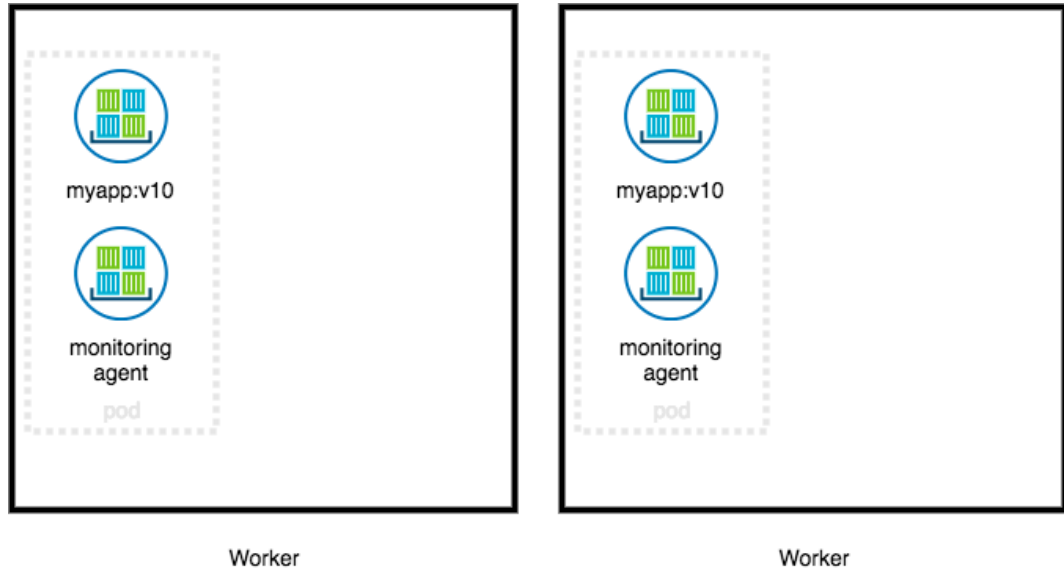 myapp:v10
monitoring
agent
pod
Worker
myapp:v10
monitoring
agent
pod
Worker